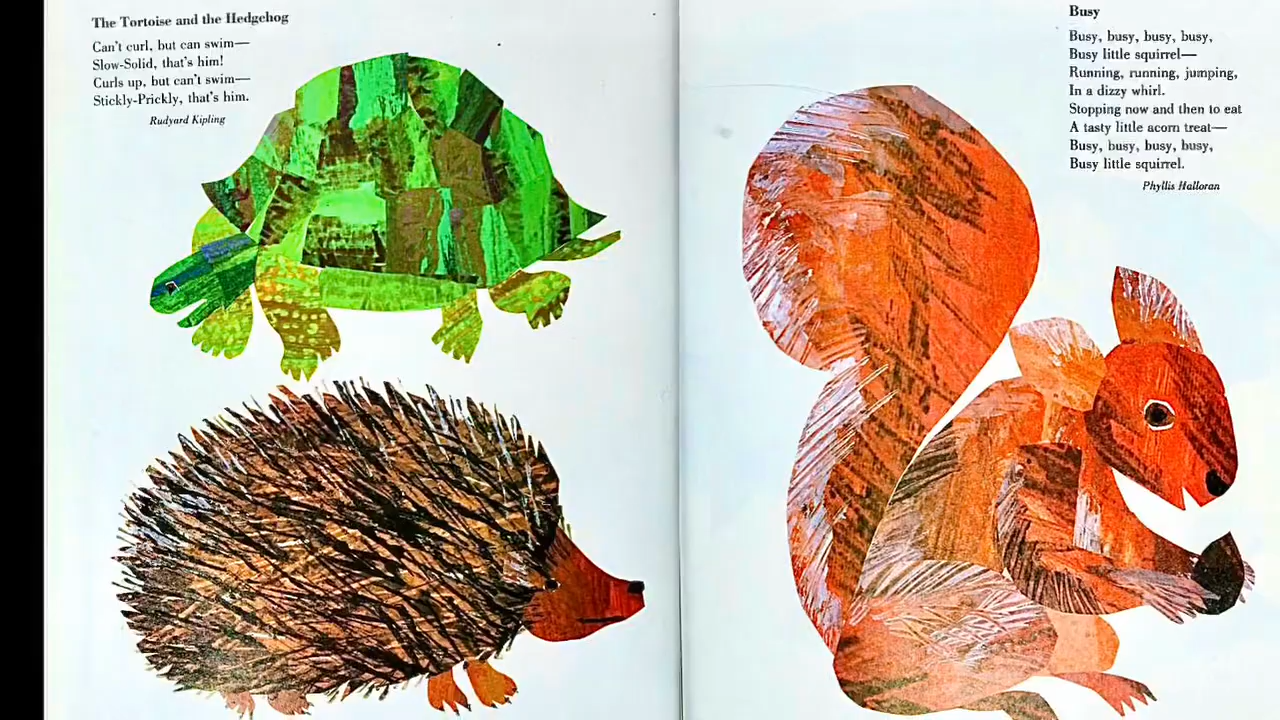 The Tortoise and the Hedgehog
Can't curl, but can swim—
Slow-Solid, that's him!
Curls up, but can't swim—
Stickly-Prickly, that's him.
Rudyard Kipling
Busy
Busy, busy, busy, busy,
Busy little squirrel—
Running, running, jumping,
In a dizzy whirl.
Stopping now and then to eat
A tasty little acorn treat—
Busy, busy, busy, busy,
Busy little squirrel.
Phyllis Halloran